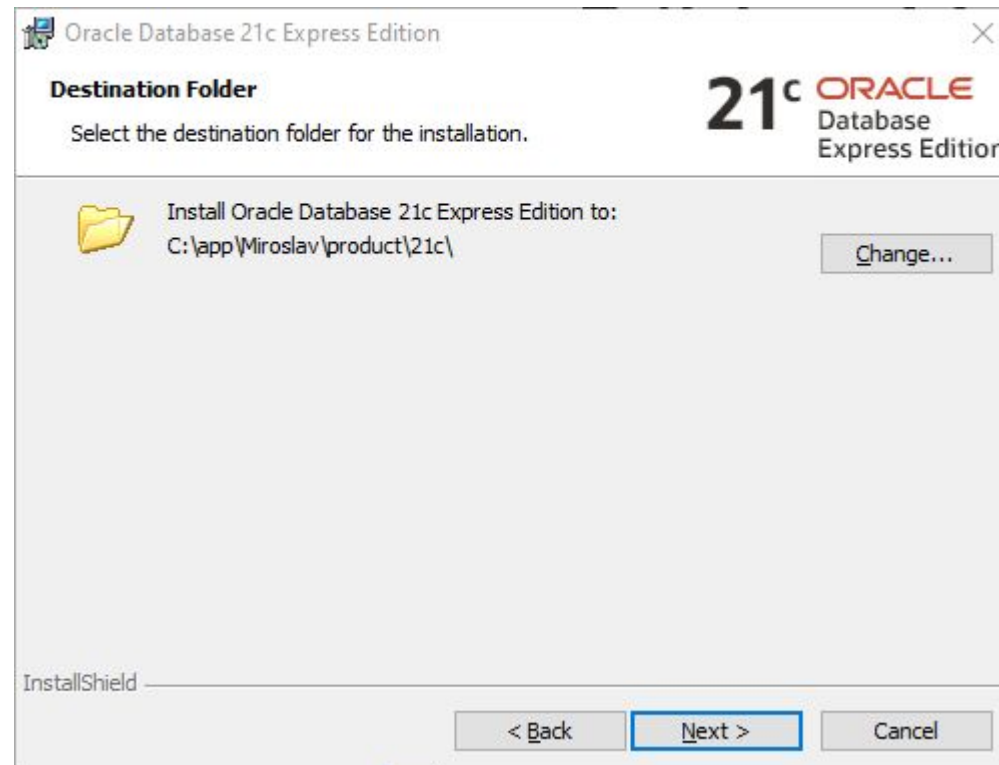 Oracle Database 21c Express Edition
Destination Folder
Select the destination folder for the installation.
21c ORACLE
Database
Express Edition
Install Oracle Database 21c Express Edition to:
C:\app\Miroslav\product\21c\
Change...
InstallShield
< Back
Next >
Cancel